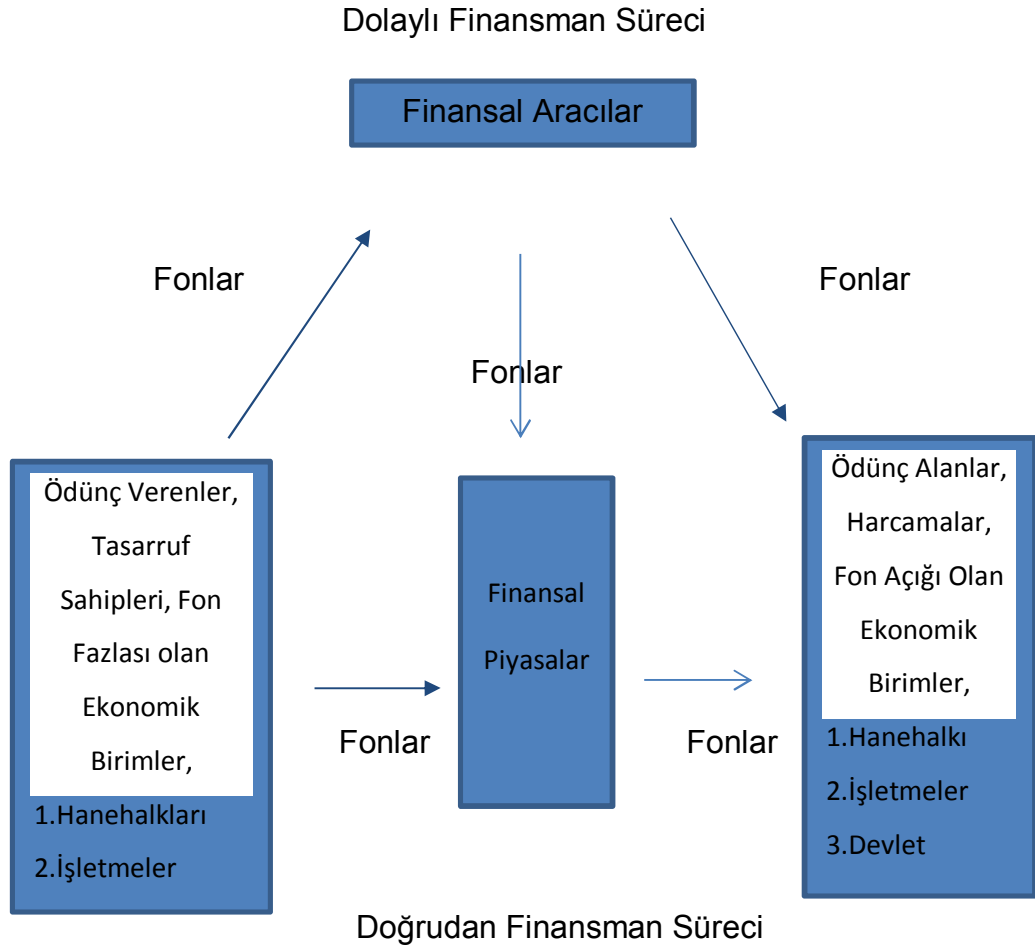 Dolaylı Finansman Süreci
Finansal Aracılar
Fonlar
Fonlar
Fonlar
Ödünç Verenler,
Tasarruf
Sahipleri, Fon
Fazlası olan
Ekonomik
Birimler,
1.Hanehalkları
2.İşletmeler
Finansal
Piyasalar
Ödünç Alanlar,
Harcamalar,
Fon Açığı Olan
Ekonomik
Birimler,
1.Hanehalkı
2.İşletmeler
3.Devlet
Fonlar
Fonlar
Doğrudan Finansman Süreci